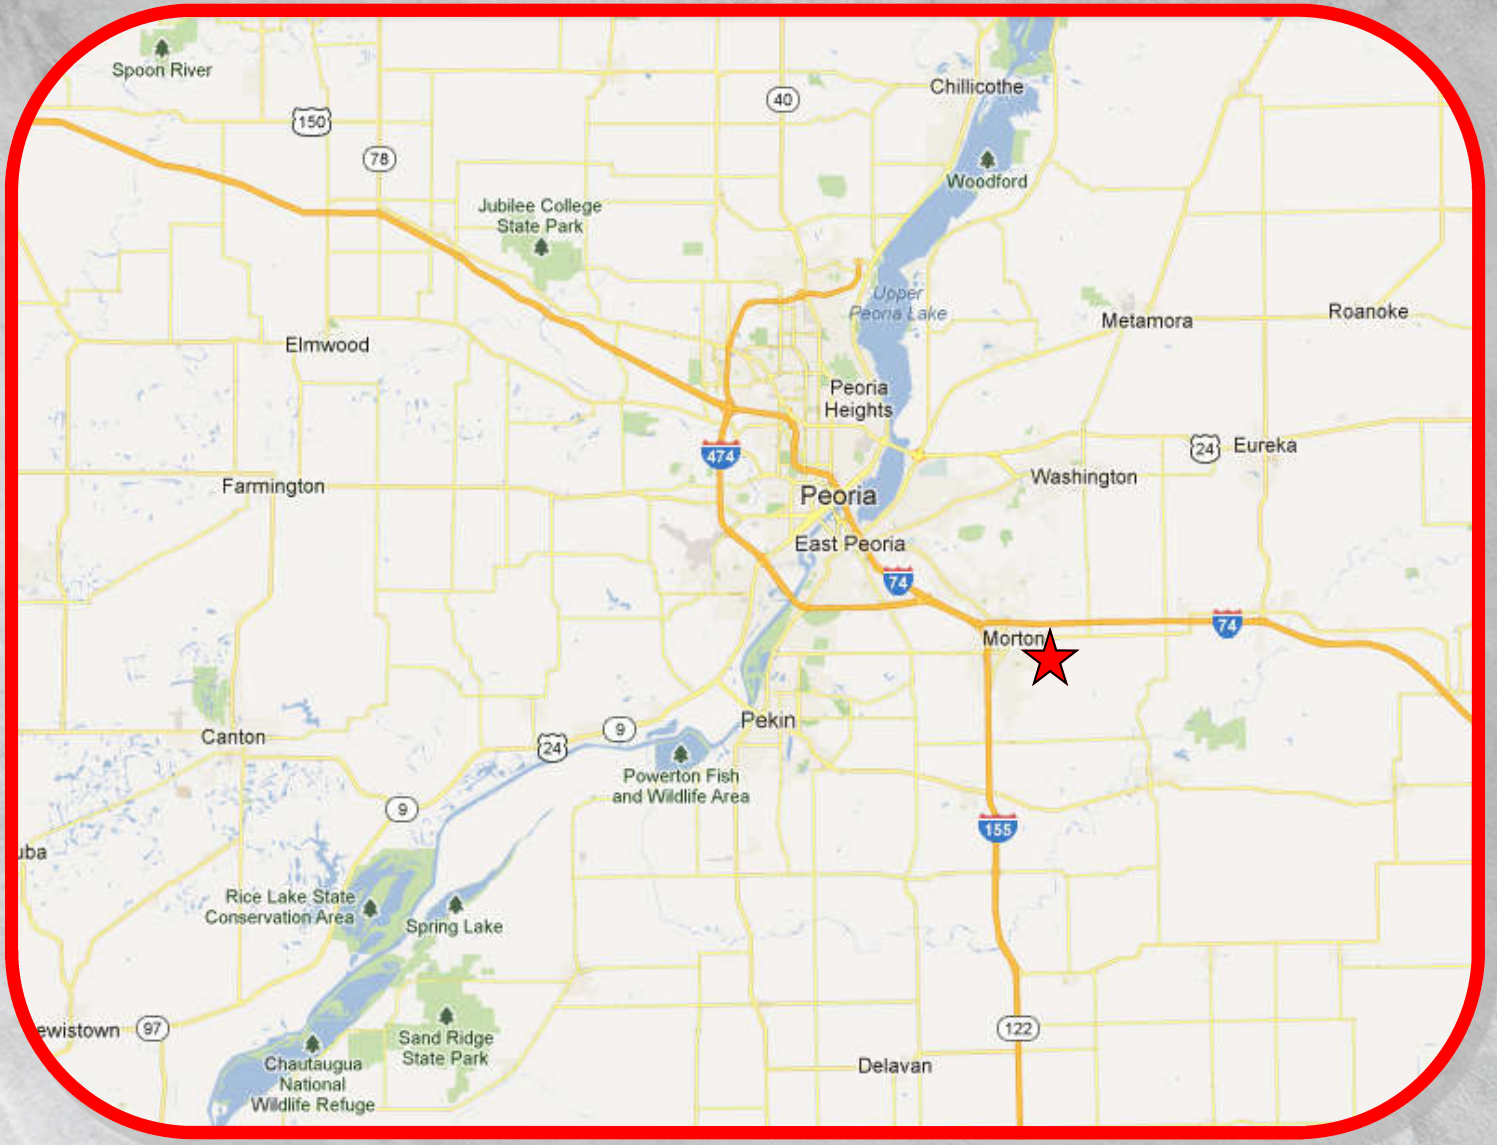 Spoon River
150
78
40
Chillicothe
Woodford
Jubilee College
State Park
Upper
Peoria Lake
Metamora
Roanoke
Elmwood
Peoria
Heights
474
24
Eureka
Washington
Farmington
Peoria
East Peoria
74
74
Morton
Canton
24
9
Pekin
Powerton Fish
and Wildlife Area
9
155
uba
Rice Lake State
Conservation Area
Spring Lake
ewistown
97
Sand Ridge
State Park
122
Chautaugua
National
Wildlife Refuge
Delavan